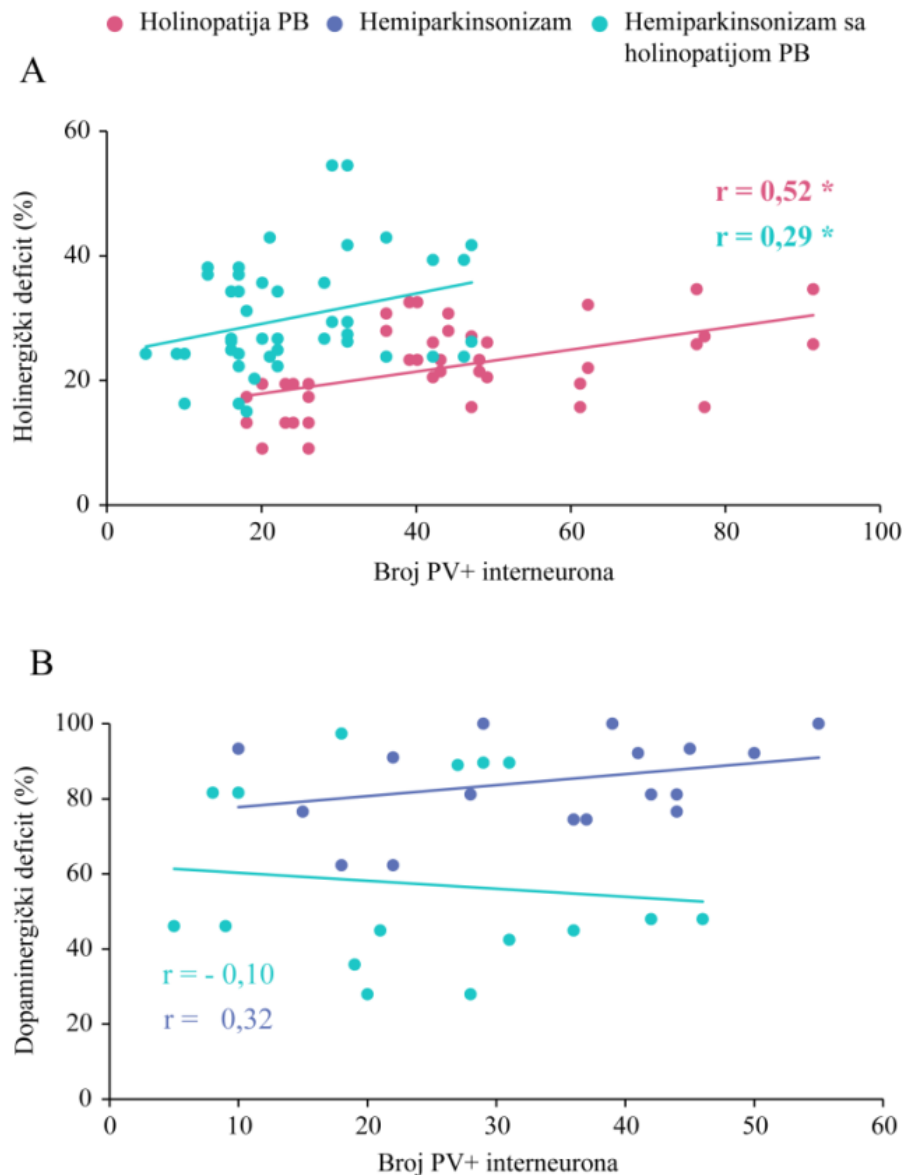 Holinopatija PB
Hemiparkinsonizam
Hemiparkinsonizam sa
holinopatijom PB
A
Holinergički deficit (%)
60
40
20
0
r = 0,52 *
r = 0,29 *
0 20 40 60 80 100
Broj PV+ interneurona
B
Dopaminergički deficit (%)
100
80
60
40
20
0
r = - 0,10
r = 0,32
0 10 20 30 40 50 60
Broj PV+ interneurona